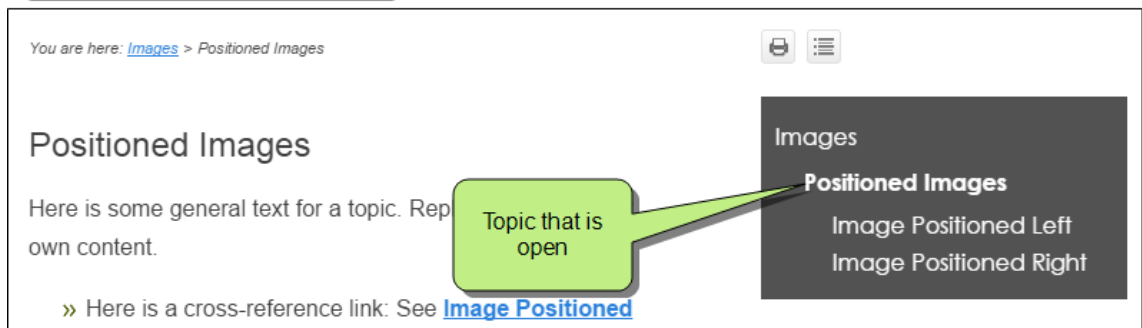 You are here: Images > Positioned Images
Positioned Images
Here is some general text for a topic. Rep
own content.
» Here is a cross-reference link: See Image Positioned
Topic that is
open
Images
Positioned Images
Image Positioned Left
Image Positioned Right